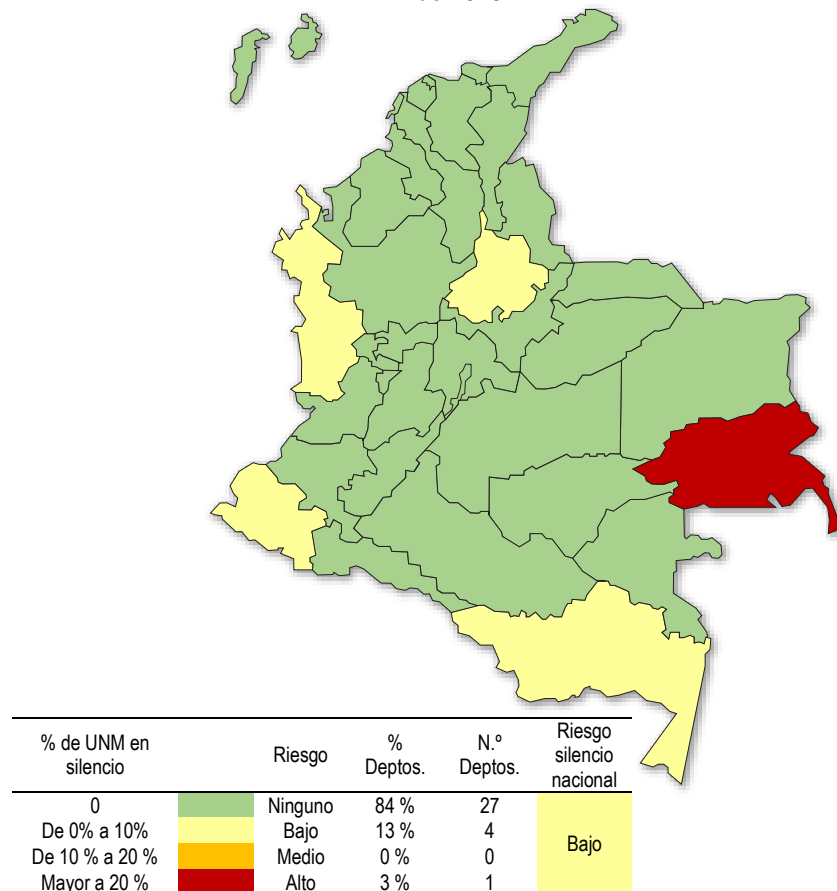 % de UNM en silencio Riesgo % Deptos. N.º Deptos. Riesgo silencio nacional
0 Ninguno 84 % 27
De 0% a 10% Bajo 13 % 4
De 10 % a 20 % Medio 0 % 0
Mayor a 20 % Alto 3 % 1
Bajo